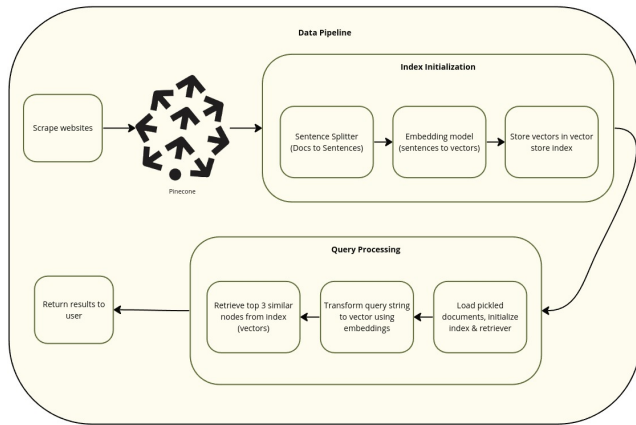 Data Pipeline
Index Initialization
Scrape websites
Pinecone
Sentence Splitter
(Docs to Sentences)
Embedding model
(sentences to vectors)
Store vectors in vector
store index
Query Processing
Return results to
user
Retrieve top 3 similar
nodes from index
(vectors)
Transform query string
to vector using
embeddings
Load pickled
documents, initialize
index & retriever